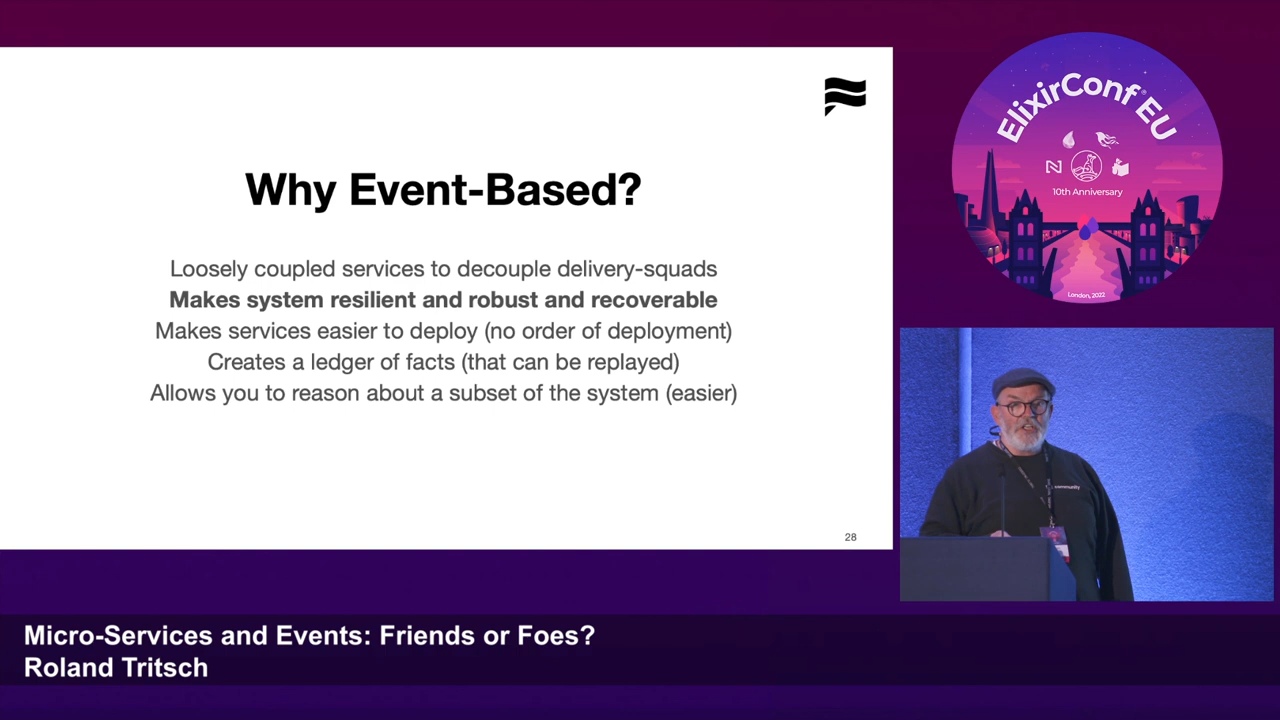 Why Event-Based?
Loosely coupled services to decouple delivery-squads
Makes system resilient and robust and recoverable
Makes services easier to deploy (no order of deployment)
Creates a ledger of facts (that can be replayed)
Allows you to reason about a subset of the system (easier)
28
ElixirConf® EU
10th Anniversary
London, 2022
community
Micro-Services and Events: Friends or Foes?
Roland Tritsch